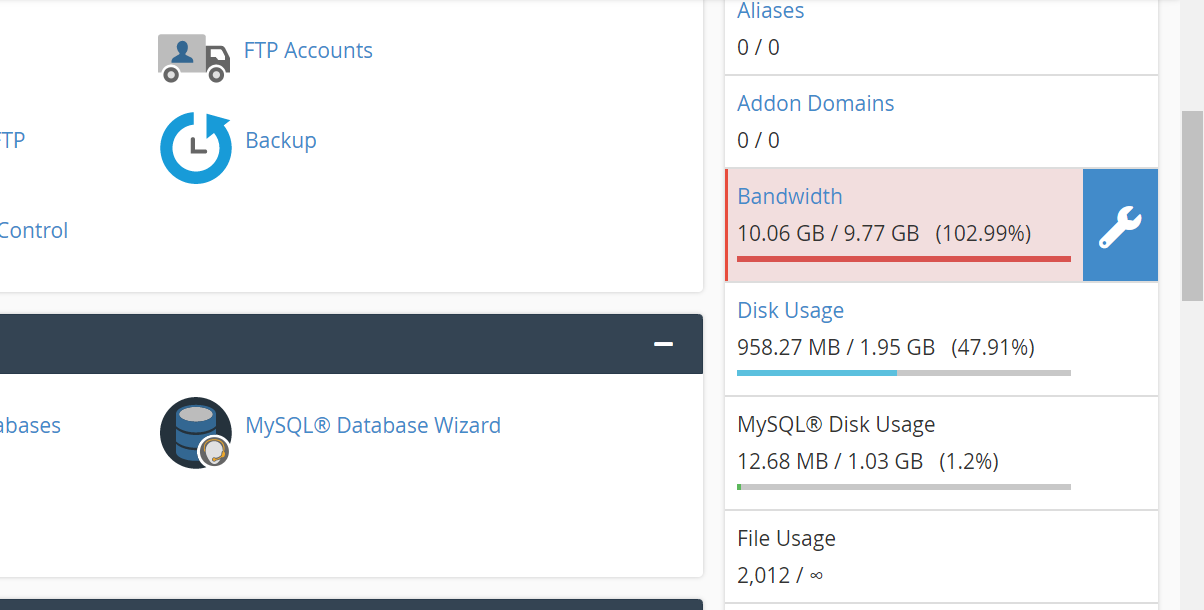 FTP Accounts
Backup
Control
MySQL® Database Wizard
Aliases
0 / 0
Addon Domains
0 / 0
Bandwidth
10.06 GB / 9.77 GB (102.99%)
Disk Usage
958.27 MB / 1.95 GB (47.91%)
MySQL® Disk Usage
12.68 MB / 1.03 GB (1.2%)
File Usage
2,012 / ∞